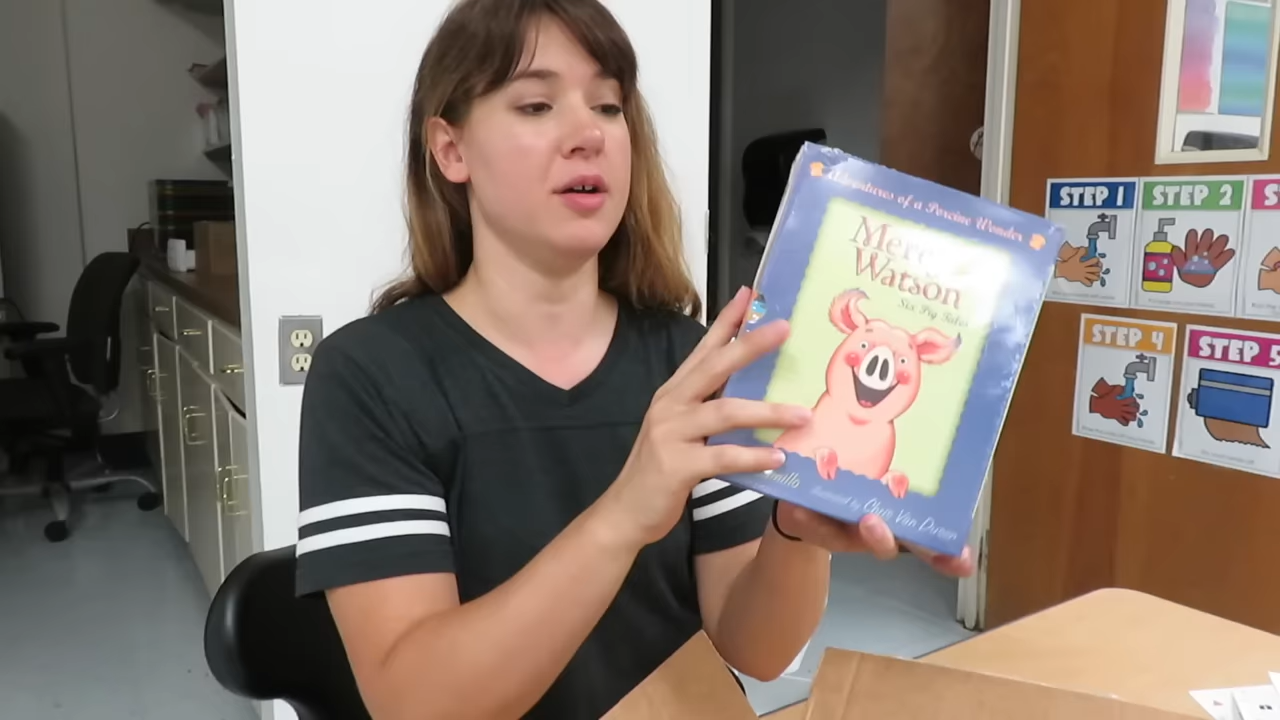 Adventures of a Porcine Wonder
Watson
Six Pig Tales
illustrated by Chris Van Dusen
STEP 1
STEP 2
STEP 4
STEP 5